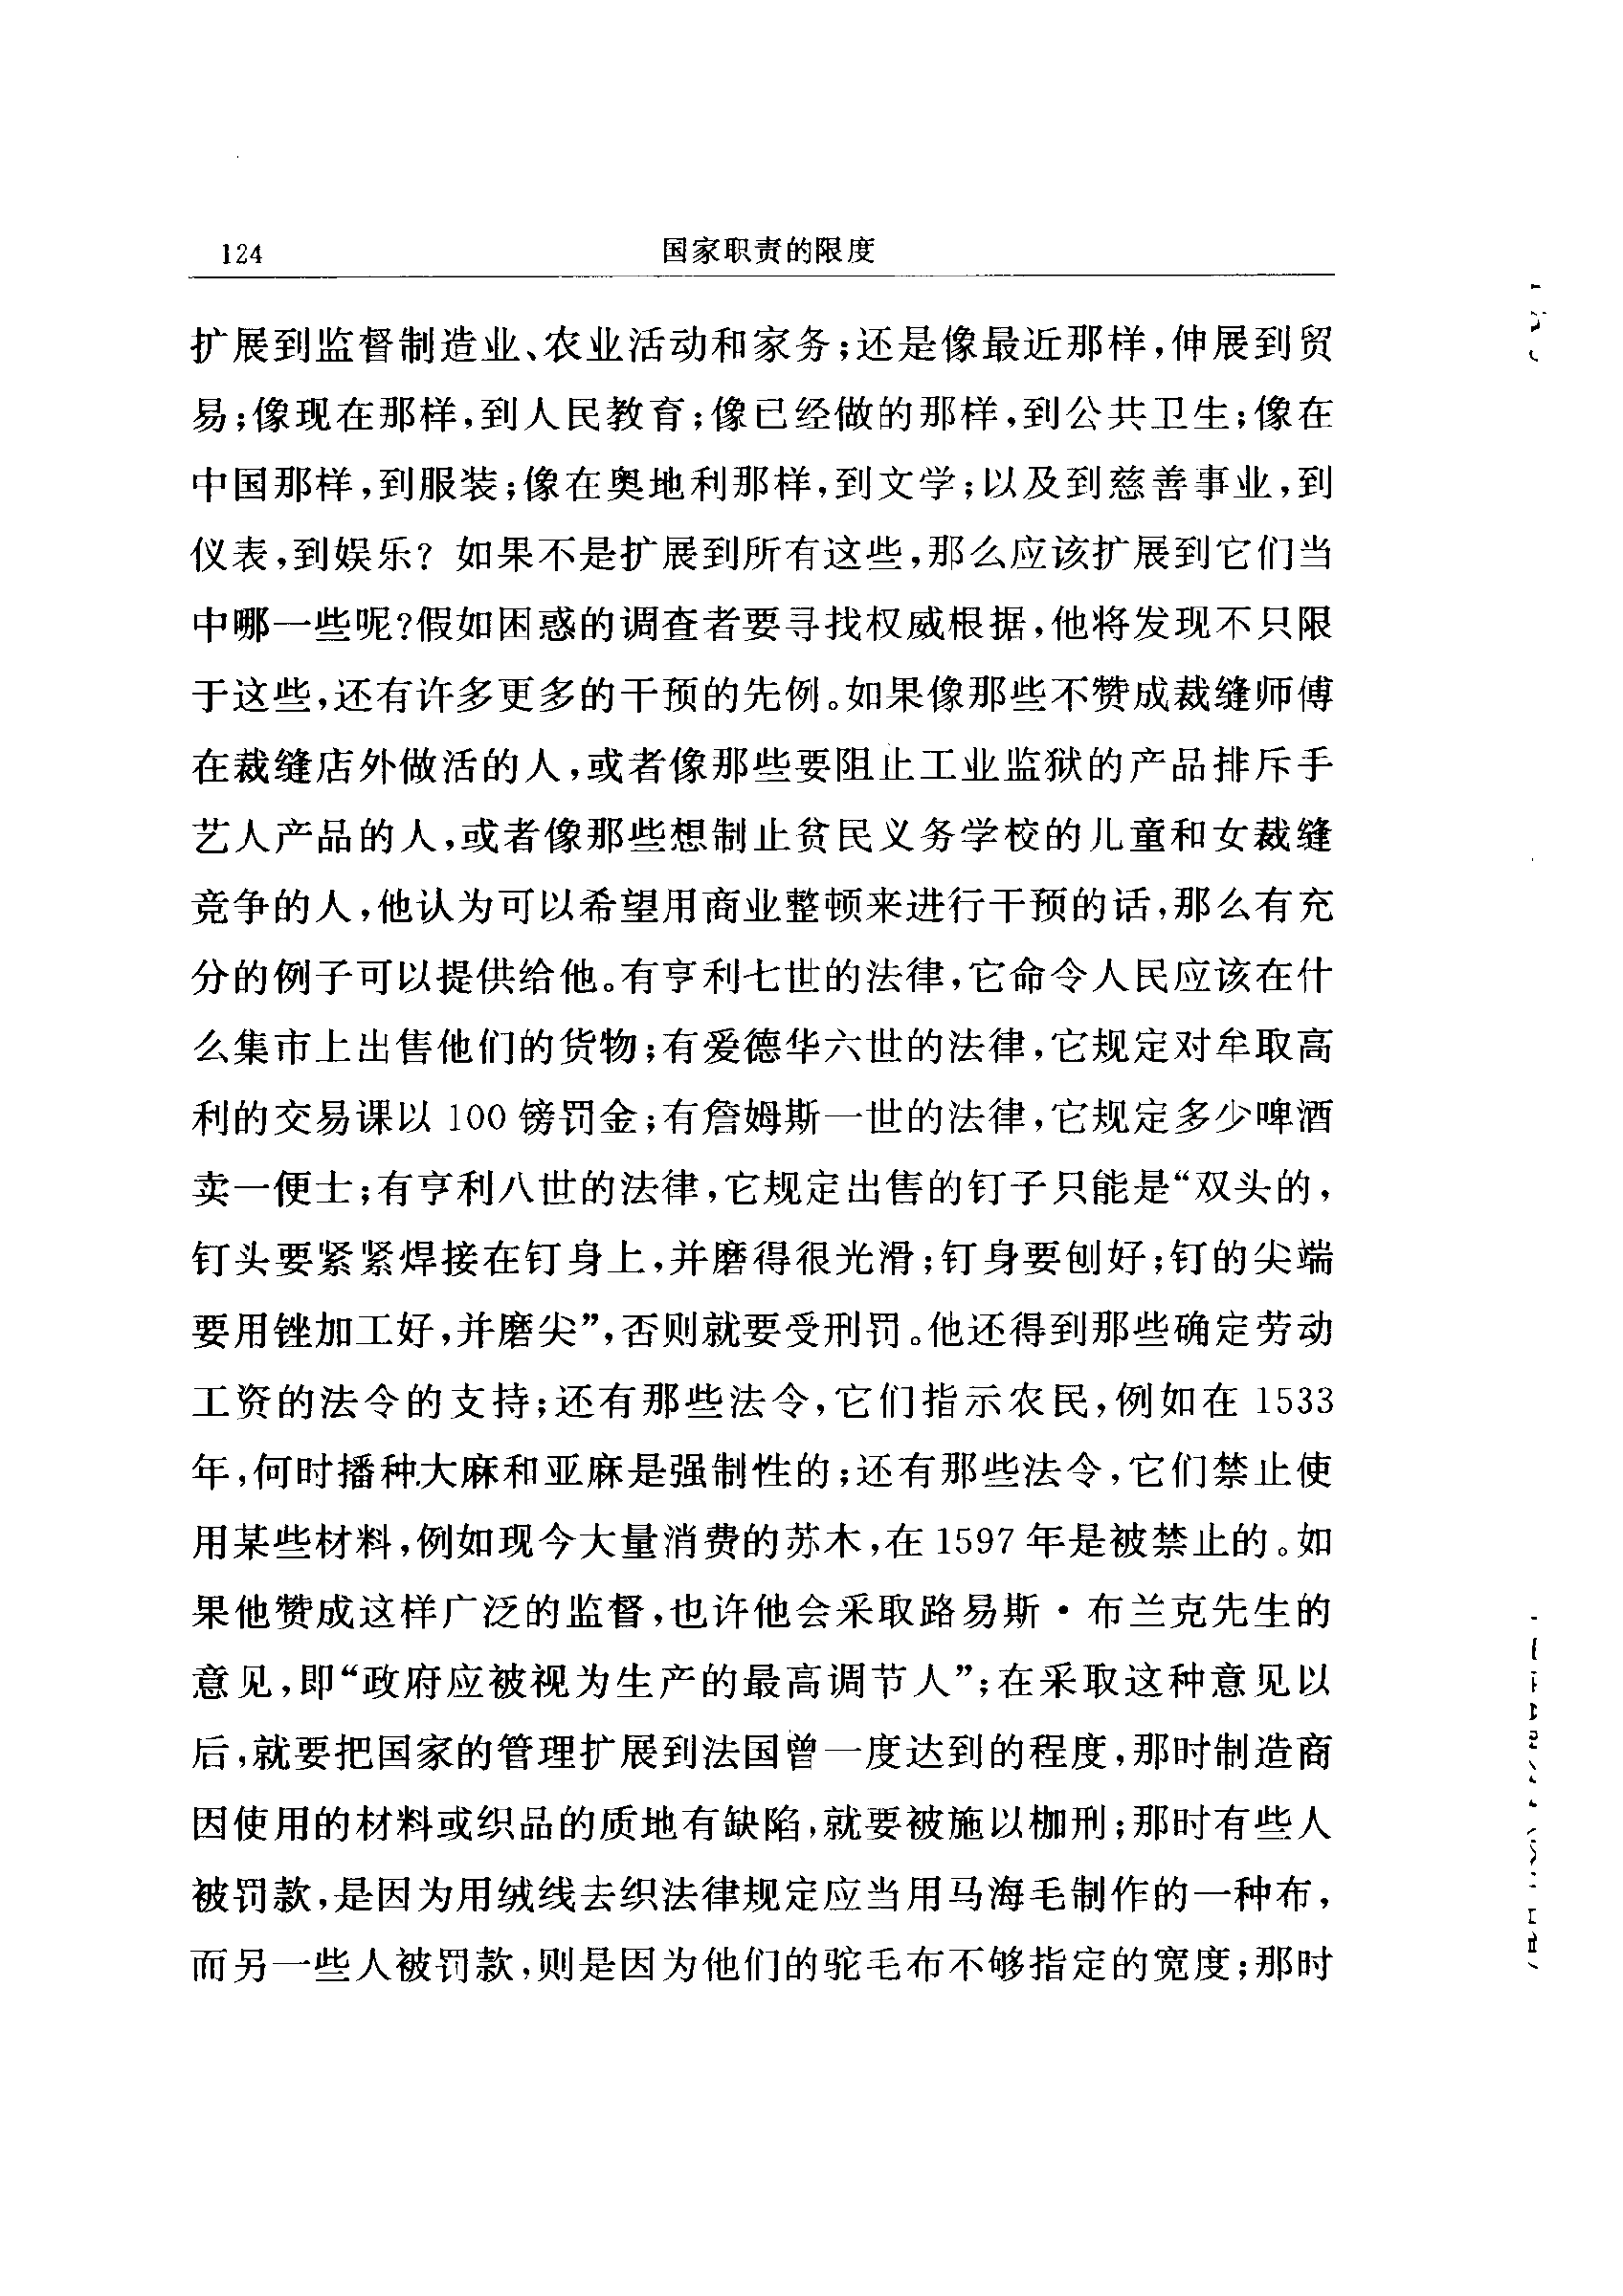 124 国家职责的限度
扩展到监督制造业、农业活动和家务;还是像最近那样,伸展到贸
易;像现在那样,到人民教育;像已经做的那样,到公共卫生;像在
中国那样,到服装;像在奥地利那样,到文学;以及到慈善事业,到
仪表,到娱乐? 如果不是扩展到所有这些,那么应该扩展到它们当
中哪一些呢?假如困惑的调查者要寻找权威根据,他将发现不只限
于这些,还有许多更多的干预的先例。如果像那些不赞成裁缝师傅
在裁缝店外做活的人,或者像那些要阻止工业监狱的产品排斥手
艺人产品的人,或者像那些想制止贫民义务学校的儿童和女裁缝
竞争的人,他认为可以希望用商业整顿来进行干预的话,那么有充
分的例子可以提供给他。有亨利七世的法律,它命令人民应该在什
么集市上出售他们的货物;有爱德华六世的法律,它规定对牟取高
利的交易课以 100 镑罚金;有詹姆斯一世的法律,它规定多少啤酒
卖一便士;有亨利八世的法律,它规定出售的钉子只能是“双头的,
钉头要紧紧焊接在钉身上,并磨得很光滑;钉身要刨好;钉的尖端
要用锉加工好,并磨尖”,否则就要受刑罚。他还得到那些确定劳动
工资的法令的支持;还有那些法令,它们指示农民,例如在 1533
年,何时播种大麻和亚麻是强制性的;还有那些法令,它们禁止使
用某些材料,例如现今大量消费的苏木,在 1597 年是被禁止的。如
果他赞成这样广泛的监督,也许他会采取路易斯·布兰克先生的
意见,即“政府应被视为生产的最高调节人”;在采取这种意见以
后,就要把国家的管理扩展到法国曾一度达到的程度,那时制造商
因使用的材料或织品的质地有缺陷,就要被施以枷刑;那时有些人
被罚款,是因为用绒线去织法律规定应当用马海毛制作的一种布,
而另一些人被罚款,则是因为他们的驼毛布不够指定的宽度;那时